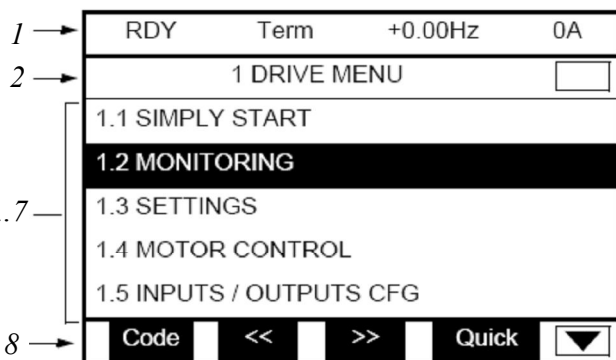 1 RDY Term +0.00Hz 0A
2 1 DRIVE MENU
1.1 SIMPLY START
1.2 MONITORING
1.3 SETTINGS
.7
1.4 MOTOR CONTROL
1.5 INPUTS / OUTPUTS CFG
8 Code << >> Quick